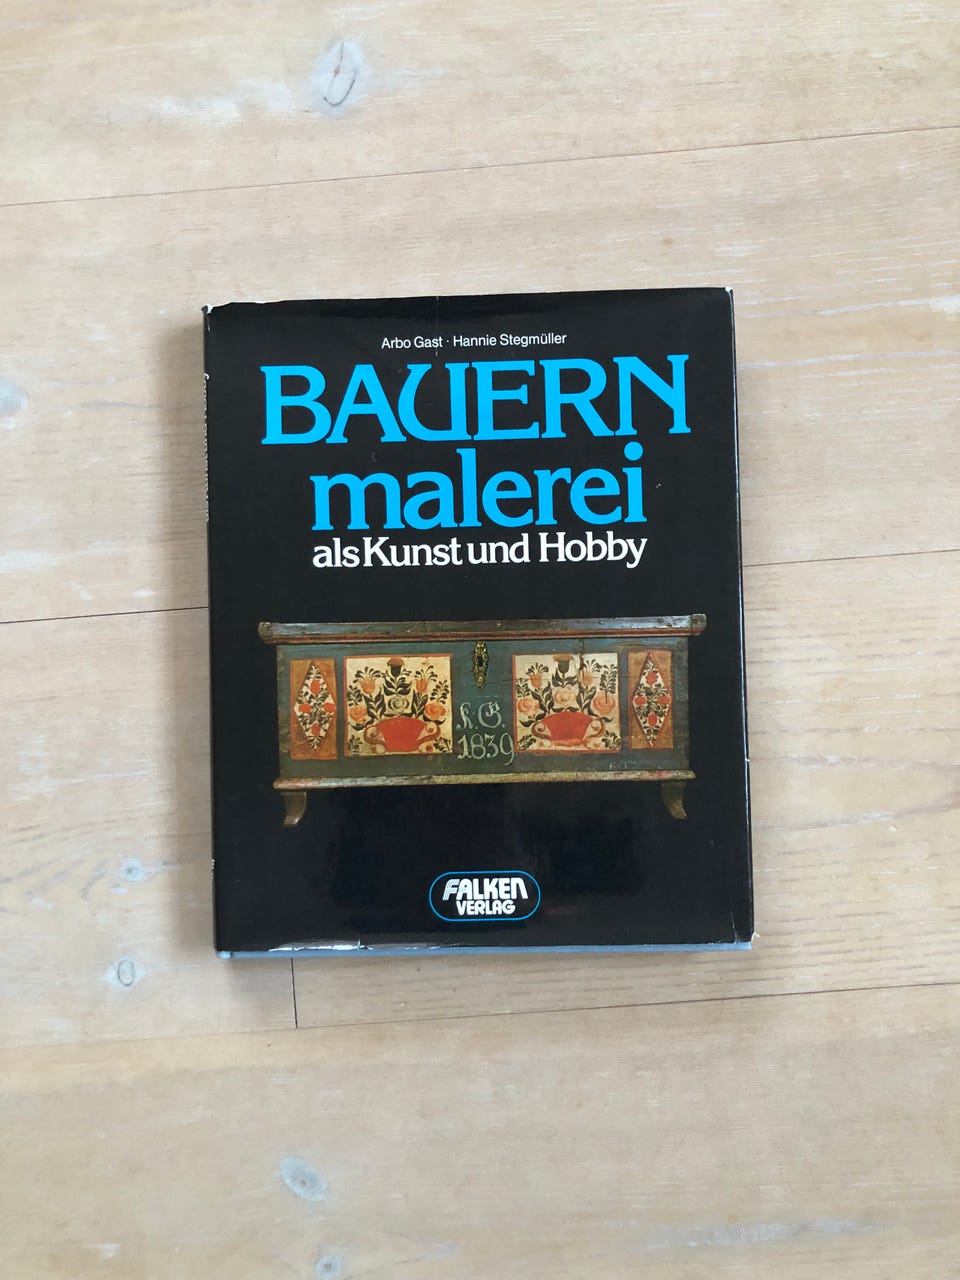 Arbo Gast · Hannie Stegmüller
BAUERN
malerei
als Kunst und Hobby
1839
FALKEN
VERLAG